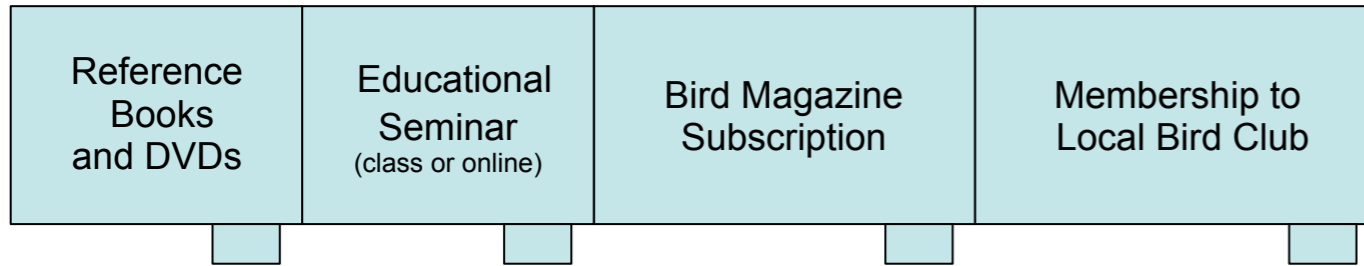 Reference
Books
and DVDs
Educational
Seminar
(class or online)
Bird Magazine
Subscription
Membership to
Local Bird Club